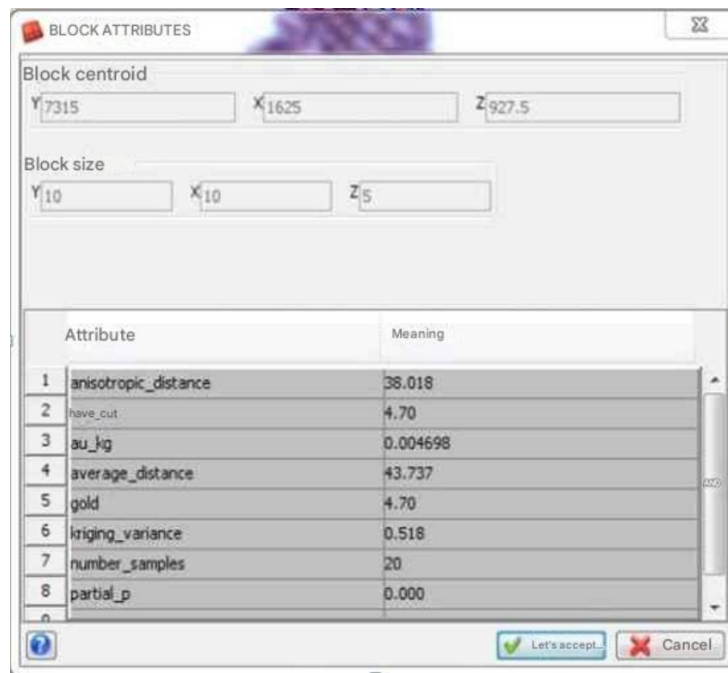 BLOCK ATTRIBUTES
Block centroid
Y 7315 X 1625 Z 927.5
Block size
Y 10 X 10 Z 5
Attribute Meaning
1 anisotropic_distance 38.018
2 have_cut 4.70
3 au_kg 0.004698
4 average_distance 43.737
5 gold 4.70
6 kriging_variance 0.518
7 number_samples 20
8 partial_p 0.000
AND
Let's accept... Cancel